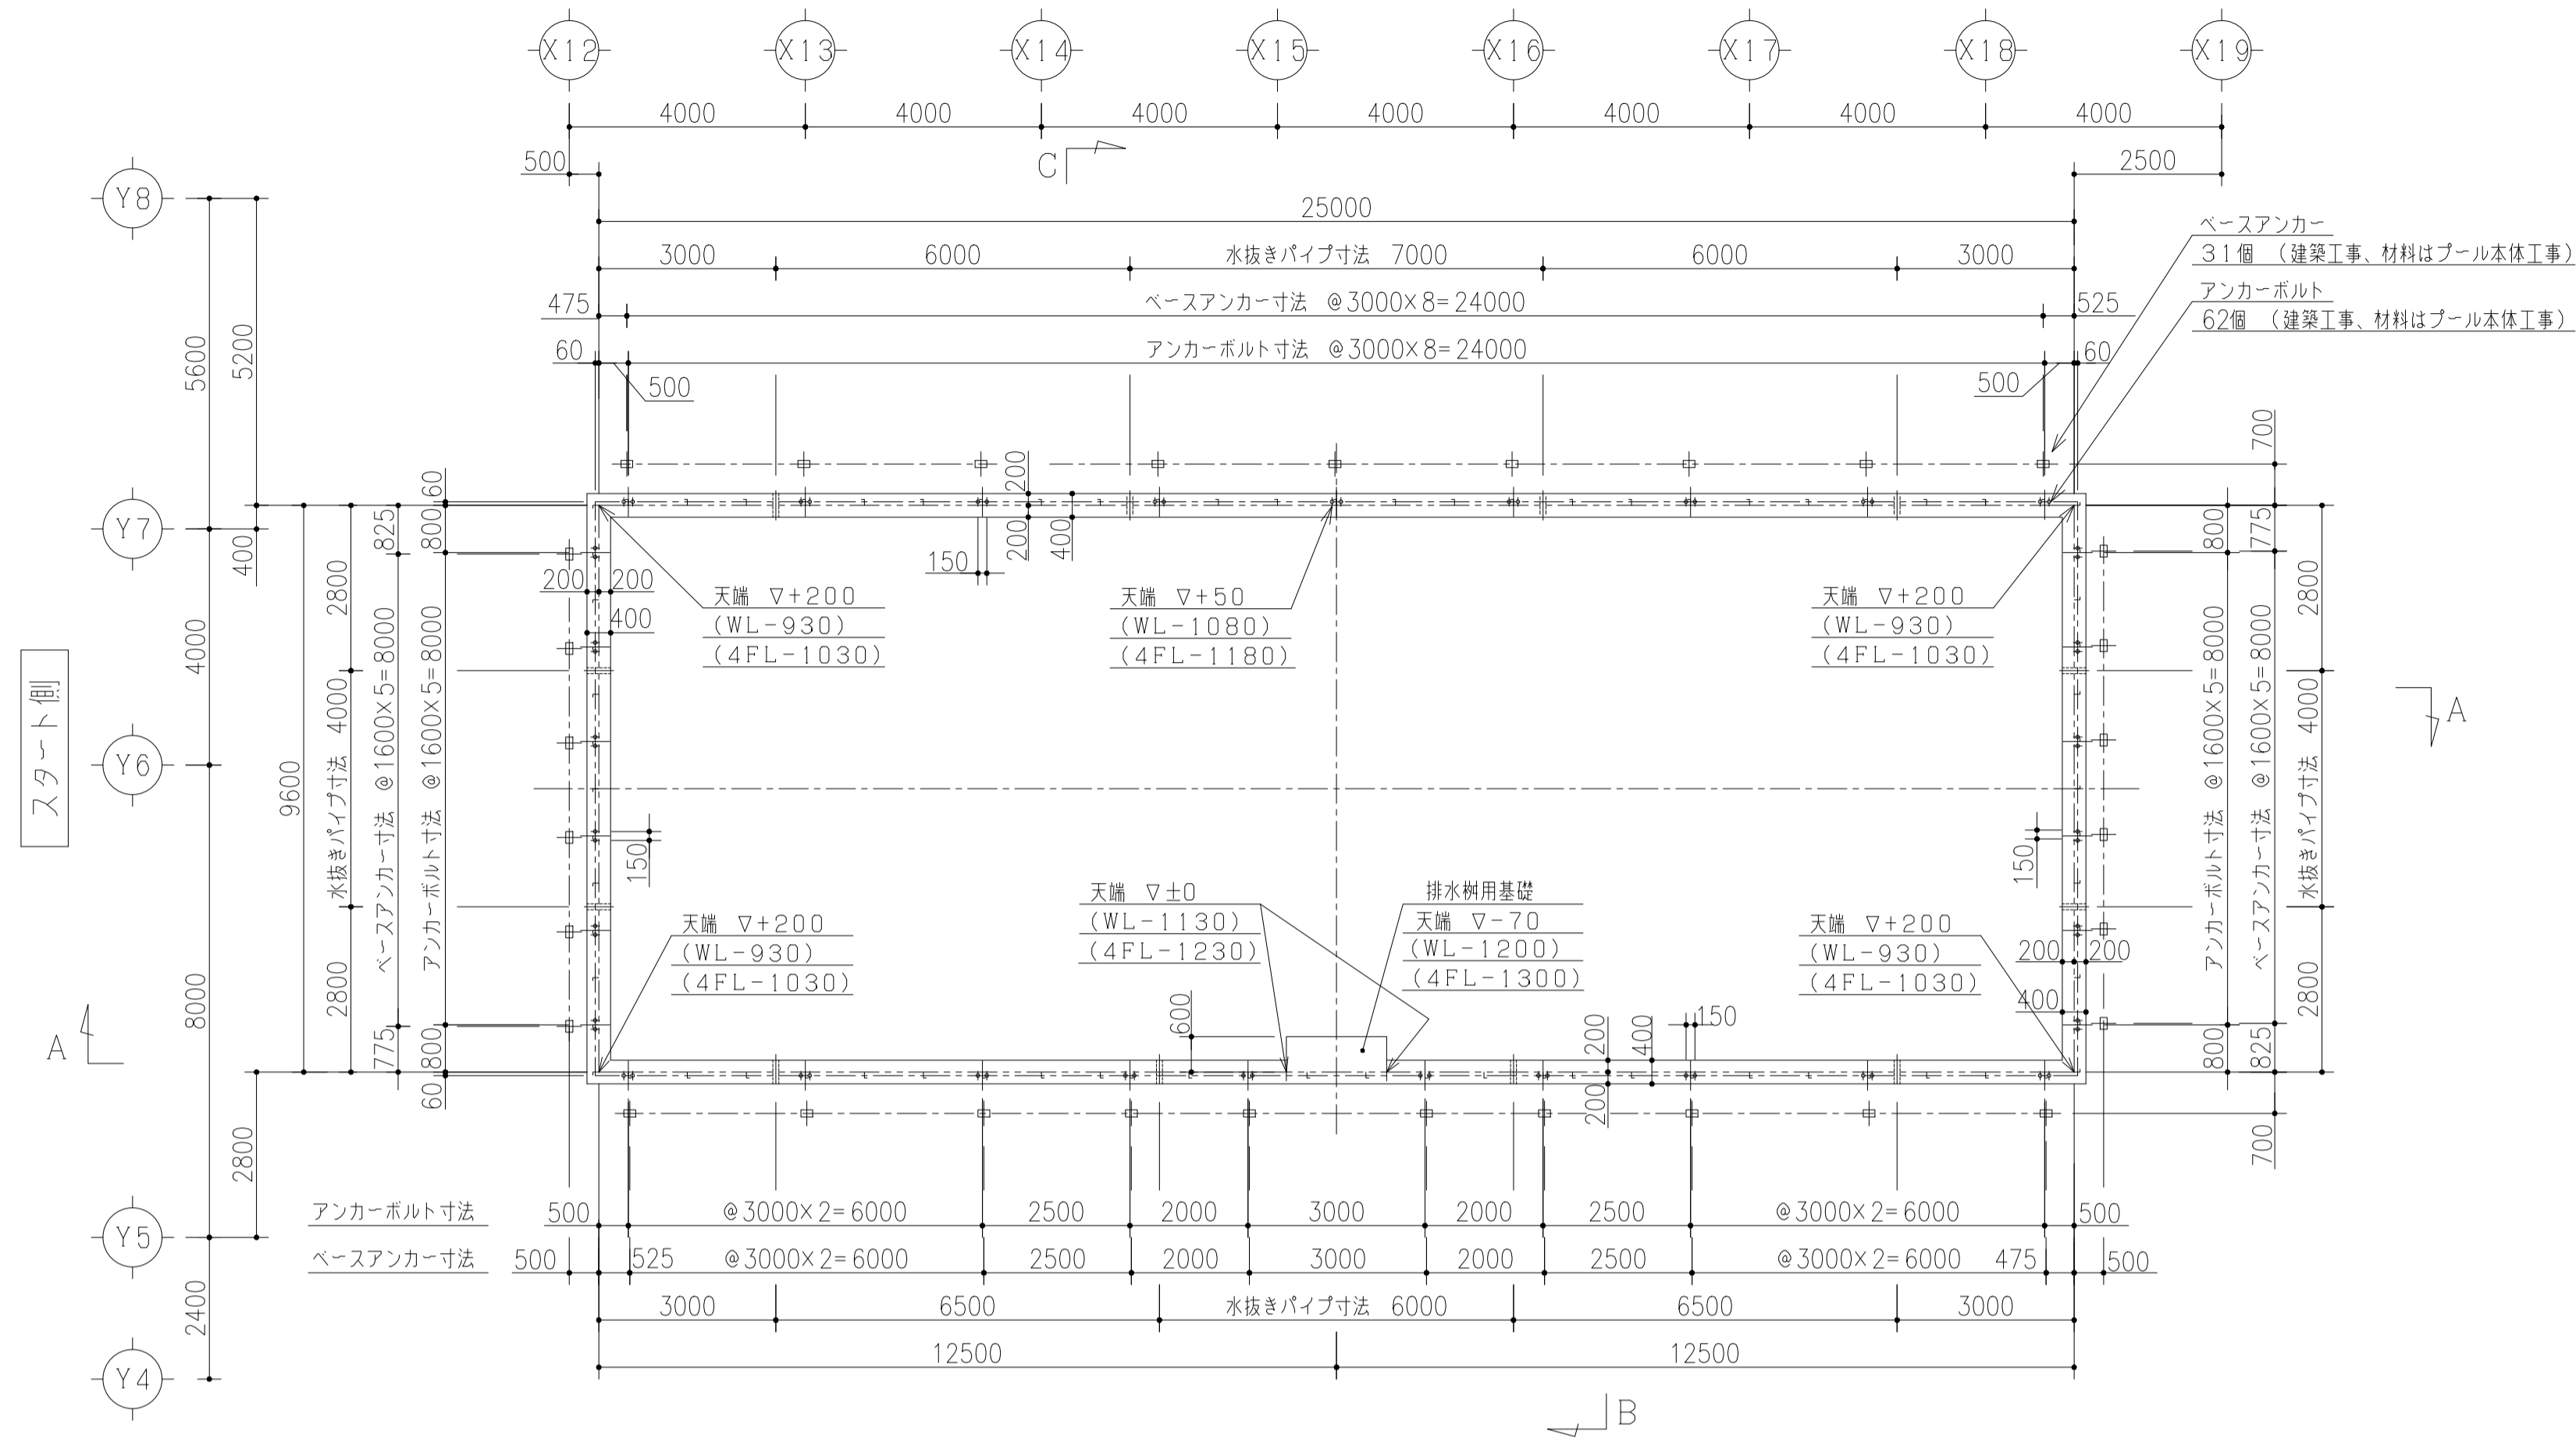 X12 X13 X14 X15 X16 X17 X18 X19
4000 4000 4000 4000 4000 4000 4000
500 C 2500
Y8
25000
3000 6000 水抜きパイプ寸法 7000 6000 3000
475 ベースアンカー寸法 @3000×8=24000 525
60 アンカーボルト寸法 @3000×8=24000 60
500 500
ベースアンカー
31個 (建築工事、材料はプール本体工事)
アンカーボルト
62個 (建築工事、材料はプール本体工事)
5600
5200
Y7
400
4000
Y6
8000
9600
2800
水抜きパイプ寸法 4000
2800
825
ベースアンカー寸法 @1600×5=8000
775
60
800
アンカーボルト寸法 @1600×5=8000
800
60
スタート側
A
200 200
400
天端 ▽+200
(WL-930)
(4FL-1030)
200
200
400
150
天端 ▽+50
(WL-1080)
(4FL-1180)
天端 ▽+200
(WL-930)
(4FL-1030)
700
800
アンカーボルト寸法 @1600×5=8000
800
775
ベースアンカー寸法 @1600×5=8000
825
700
2800
水抜きパイプ寸法 4000
2800
A
150
150
天端 ▽+200
(WL-930)
(4FL-1030)
天端 ▽±0
(WL-1130)
(4FL-1230)
排水桝用基礎
天端 ▽-70
(WL-1200)
(4FL-1300)
天端 ▽+200
(WL-930)
(4FL-1030)
200 200
400
600
200
400
200
150
2800
Y5
2400
Y4
アンカーボルト寸法 500 @3000×2=6000 2500 2000 3000 2000 2500 @3000×2=6000 500
ベースアンカー寸法 500 525 @3000×2=6000 2500 2000 3000 2000 2500 @3000×2=6000 475 500
3000 6500 水抜きパイプ寸法 6000 6500 3000
12500 12500
B